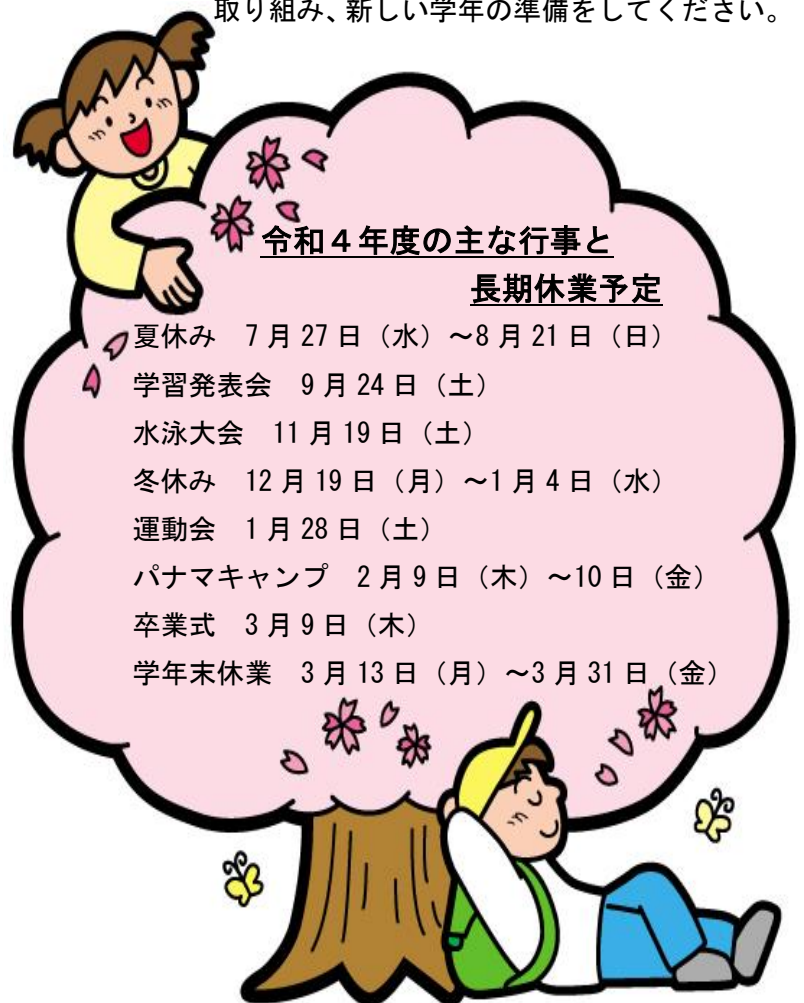 取り組み、新しい学年の準備をしてください。
令和４年度の主な行事と
長期休業予定
夏休み　7月27日（水）～8月21日（日）
学習発表会　9月24日（土）
水泳大会　11月19日（土）
冬休み　12月19日（月）～1月4日（水）
運動会　1月28日（土）
パナマキャンプ　2月9日（木）～10日（金）
卒業式　3月9日（木）
学年末休業　3月13日（月）～3月31日（金）